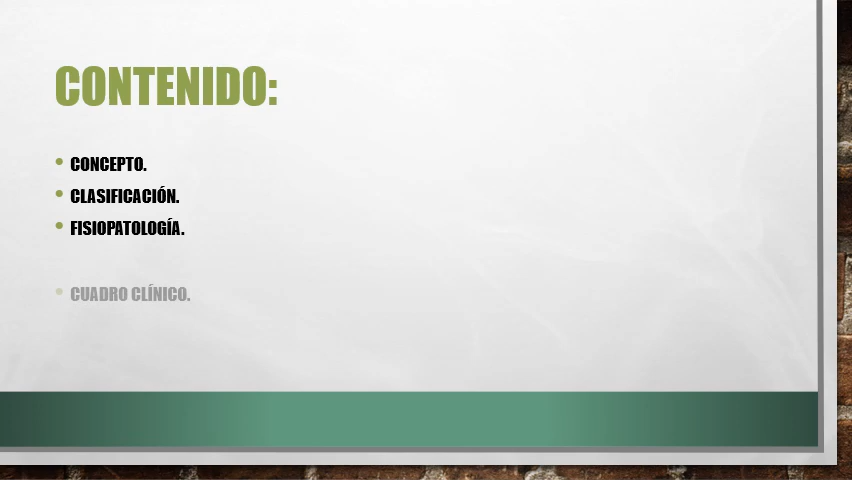 CONTENIDO:
• CONCEPTO.
• CLASIFICACIÓN.
• FISIOPATOLOGÍA.
• CUADRO CLÍNICO.